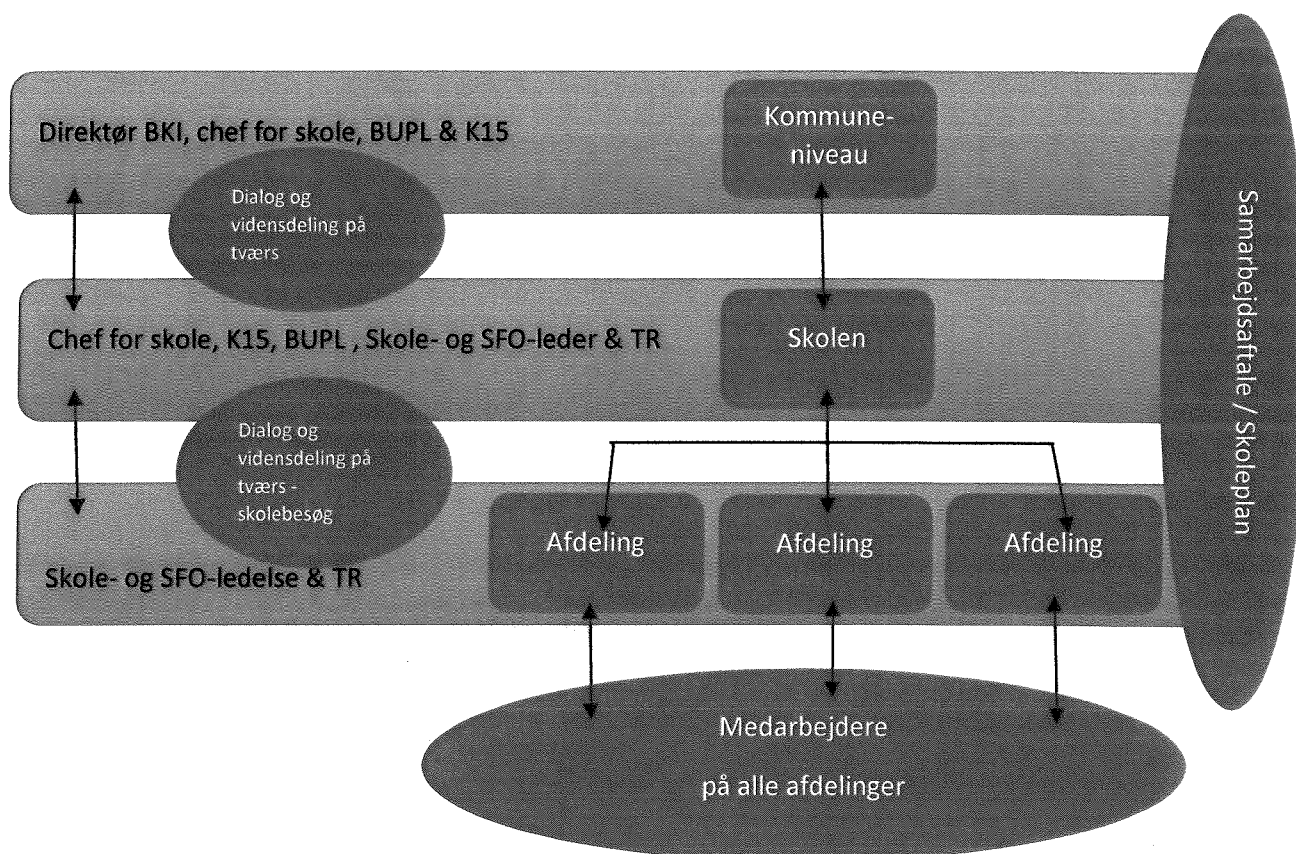 Direktør BKI, chef for skole, BUPL & K15
Kommune-
niveau
Dialog og
vidensdeling på
tværs
Chef for skole, K15, BUPL , Skole- og SFO-leder & TR
Skolen
Dialog og
vidensdeling på
tværs -
skolebesøg
Skole- og SFO-ledelse & TR
Afdeling
Afdeling
Afdeling
Medarbejdere
på alle afdelinger
Samarbejdsaftale / Skoleplan